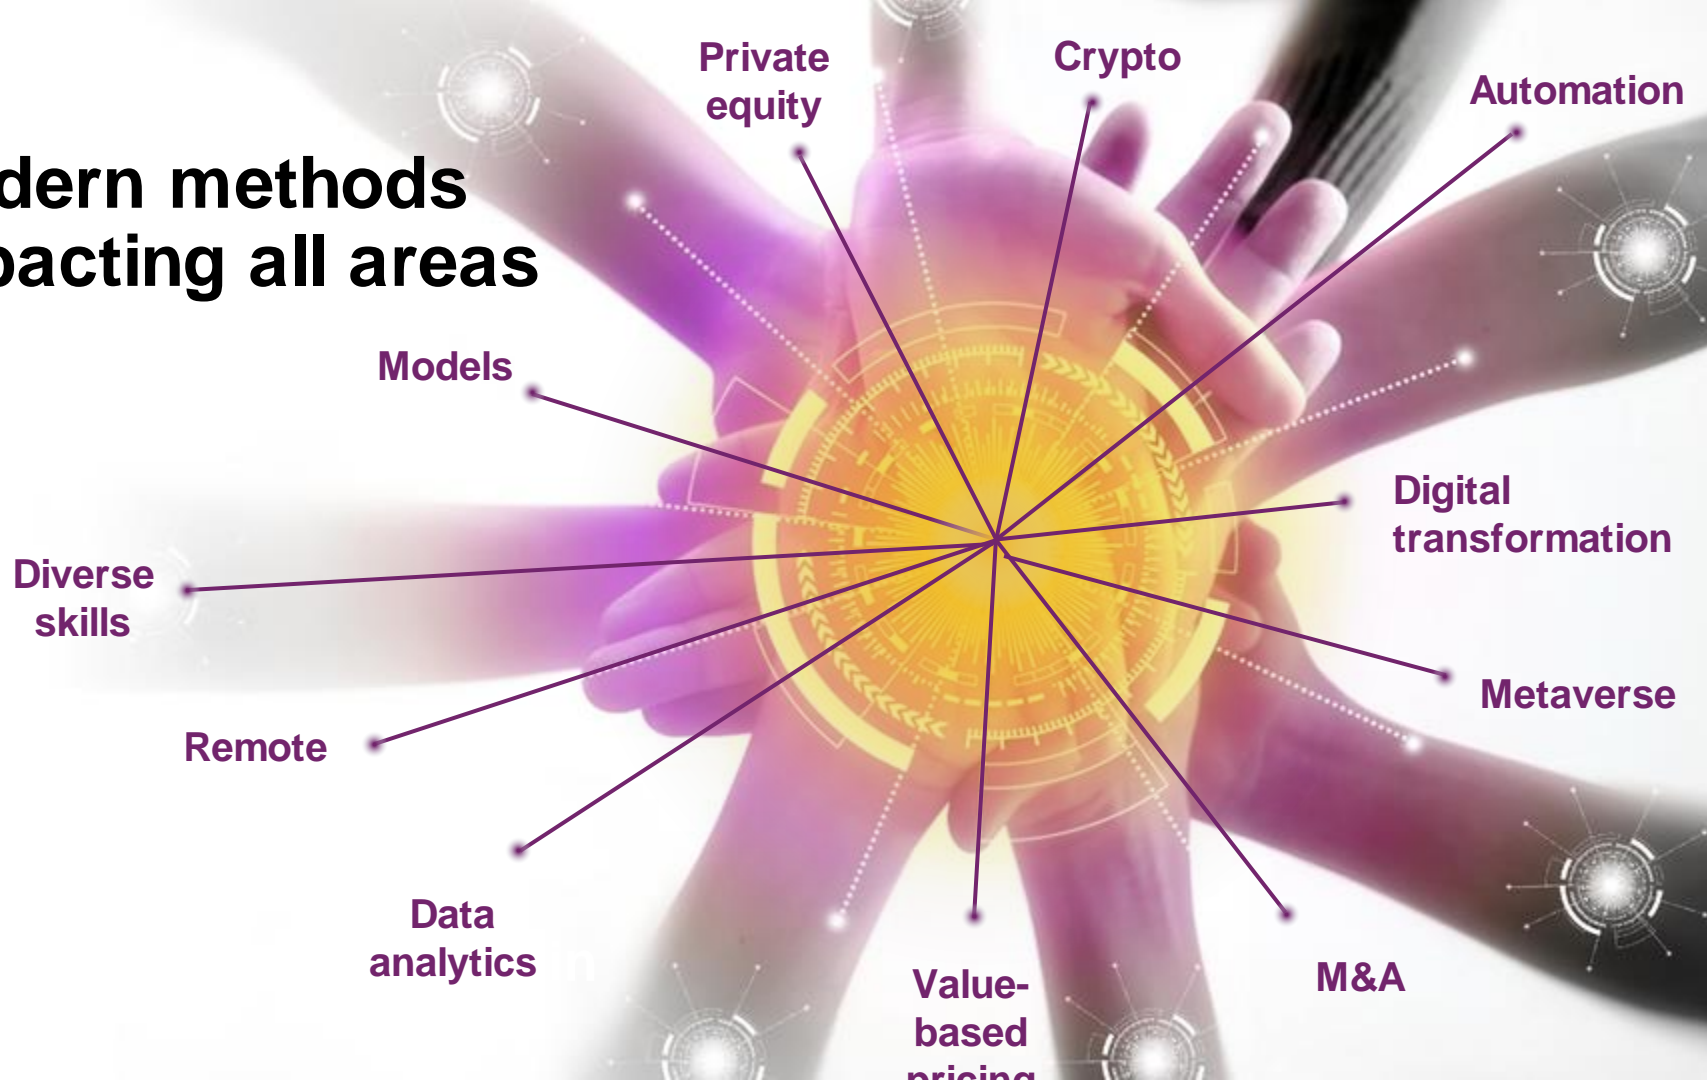 Private
equity
Crypto
Automation
dern methods
pacting all areas
Models
Digital
transformation
Diverse
skills
Metaverse
Remote
Data
analytics
Value-
based
pricing
M&A